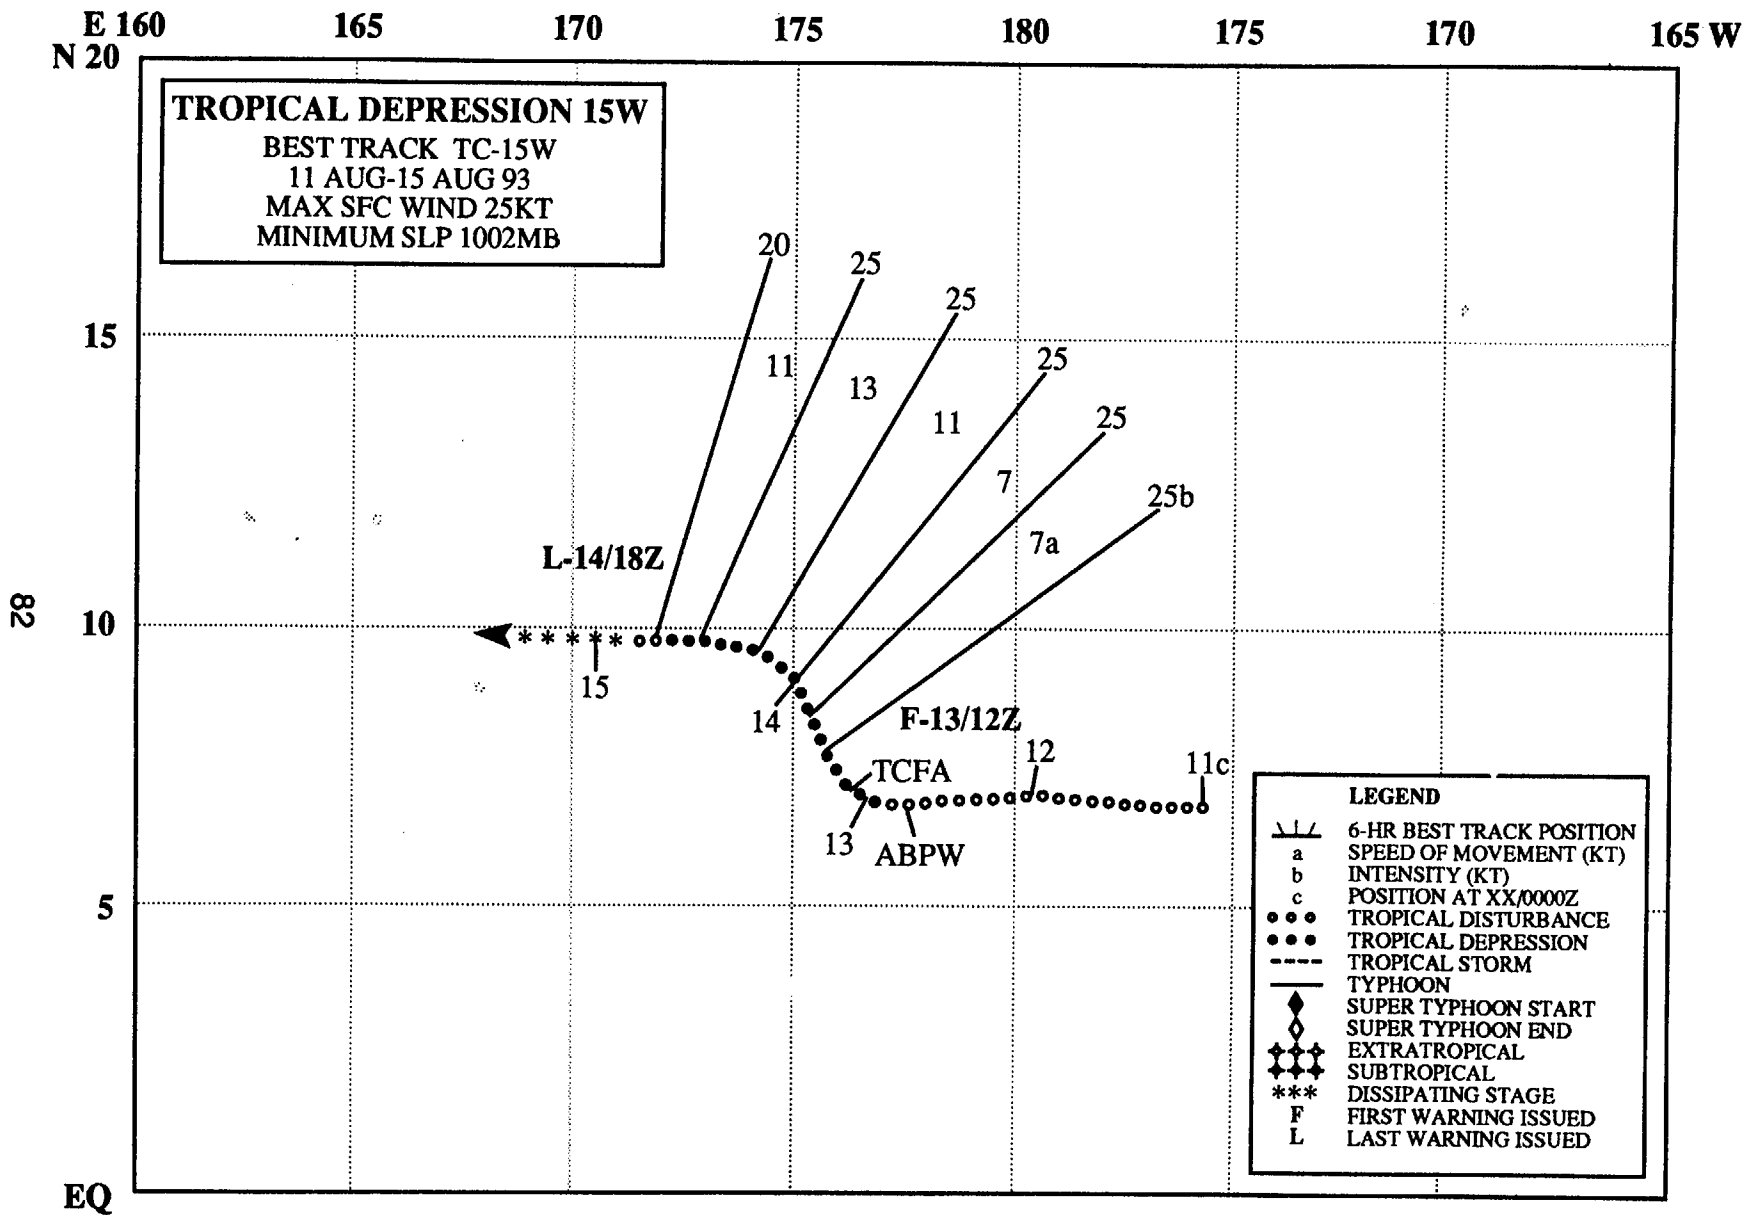 E 160 165 170 175 180 175 170 165 W
N 20
TROPICAL DEPRESSION 15W
BEST TRACK TC-15W
11 AUG-15 AUG 93
MAX SFC WIND 25KT
MINIMUM SLP 1002MB
20
25
25
15
11
25
13
11
25
7
25b
7a
L-14/18Z
82
10
15
14
F-13/12Z
12
11c
TCFA
13
ABPW
5
EQ
LEGEND
6-HR BEST TRACK POSITION
a SPEED OF MOVEMENT (KT)
b INTENSITY (KT)
c POSITION AT XX/0000Z
TROPICAL DISTURBANCE
TROPICAL DEPRESSION
TROPICAL STORM
TYPHOON
SUPER TYPHOON START
SUPER TYPHOON END
EXTRATROPICAL
SUBTROPICAL
*** DISSIPATING STAGE
F FIRST WARNING ISSUED
L LAST WARNING ISSUED